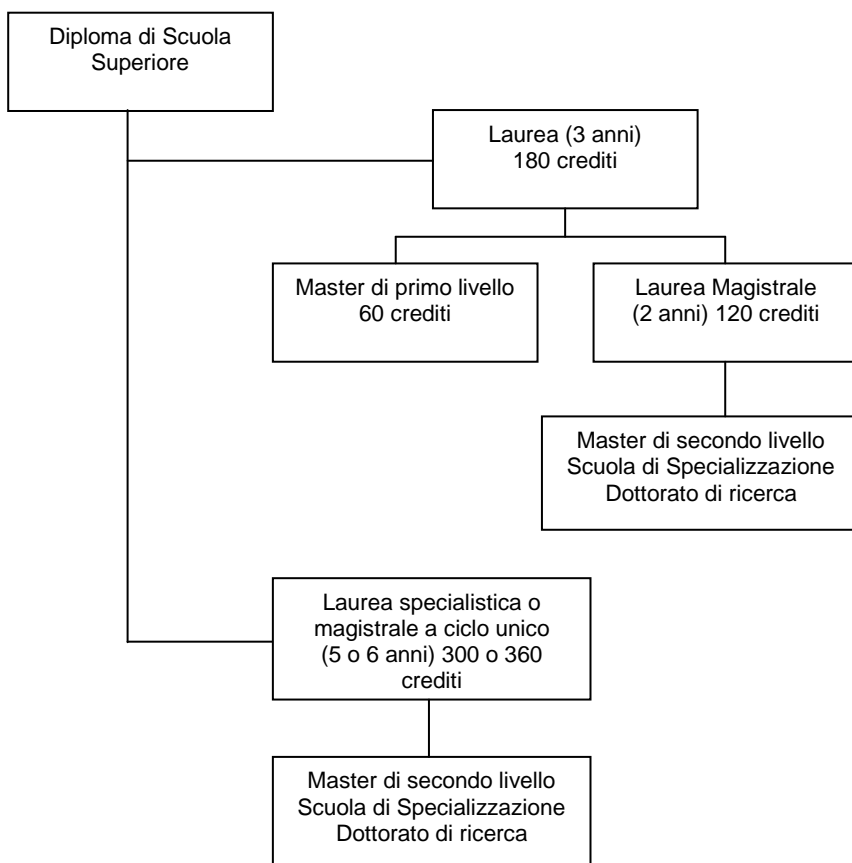 Diploma di Scuola
Superiore
Laurea (3 anni)
180 crediti
Master di primo livello
60 crediti
Laurea Magistrale
(2 anni) 120 crediti
Master di secondo livello
Scuola di Specializzazione
Dottorato di ricerca
Laurea specialistica o
magistrale a ciclo unico
(5 o 6 anni) 300 o 360
crediti
Master di secondo livello
Scuola di Specializzazione
Dottorato di ricerca